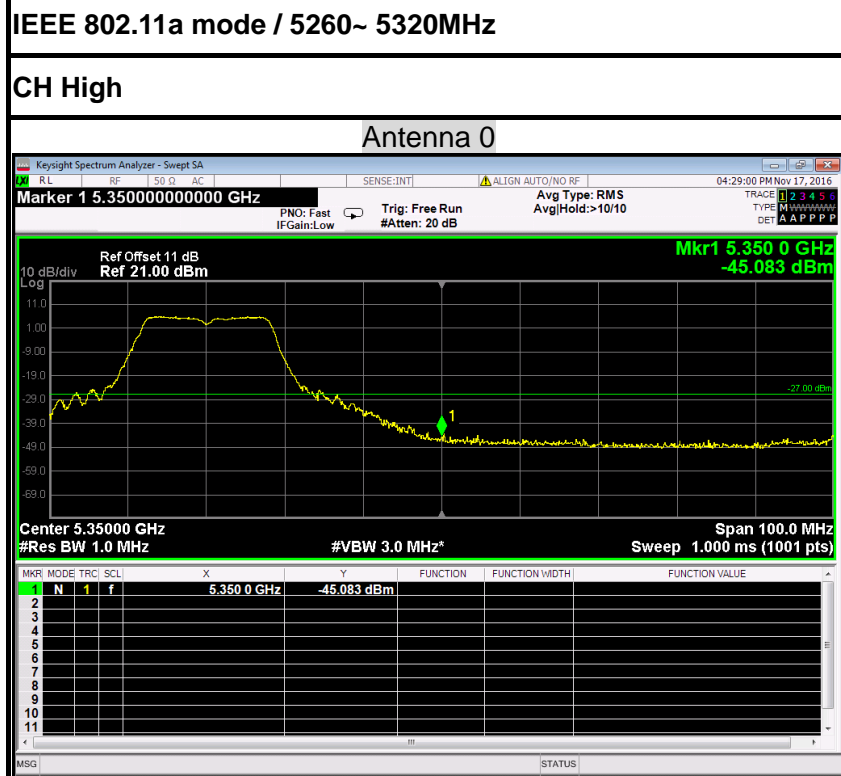 IEEE 802.11a mode / 5260~ 5320MHz
CH High
Antenna 0
Keysight Spectrum Analyzer - Swept SA
RL RF 50 Ω AC SENSE:INT ALIGN AUTO/NO RF 04:29:00 PM Nov 17, 2016
Marker 1 5.350000000000 GHz
PNO: Fast
IFGain:Low
Trig: Free Run
#Atten: 20 dB
Avg Type: RMS
Avg|Hold:>10/10
TRACE 1 2 3 4 5 6
TYPE M W W W W W
DET A A P P P P
Mkr1 5.350 0 GHz
-45.083 dBm
Ref Offset 11 dB
10 dB/div Ref 21.00 dBm
Log
11.0
1.00
-9.00
-19.0
-27.00 dBm
-29.0
-39.0
1
-49.0
-59.0
-69.0
Center 5.35000 GHz Span 100.0 MHz
#Res BW 1.0 MHz #VBW 3.0 MHz* Sweep 1.000 ms (1001 pts)
MKR MODE TRC SCL X Y FUNCTION FUNCTION WIDTH FUNCTION VALUE
1 N 1 f 5.350 0 GHz -45.083 dBm
2
3
4
5
6
7
8
9
10
11
MSG STATUS